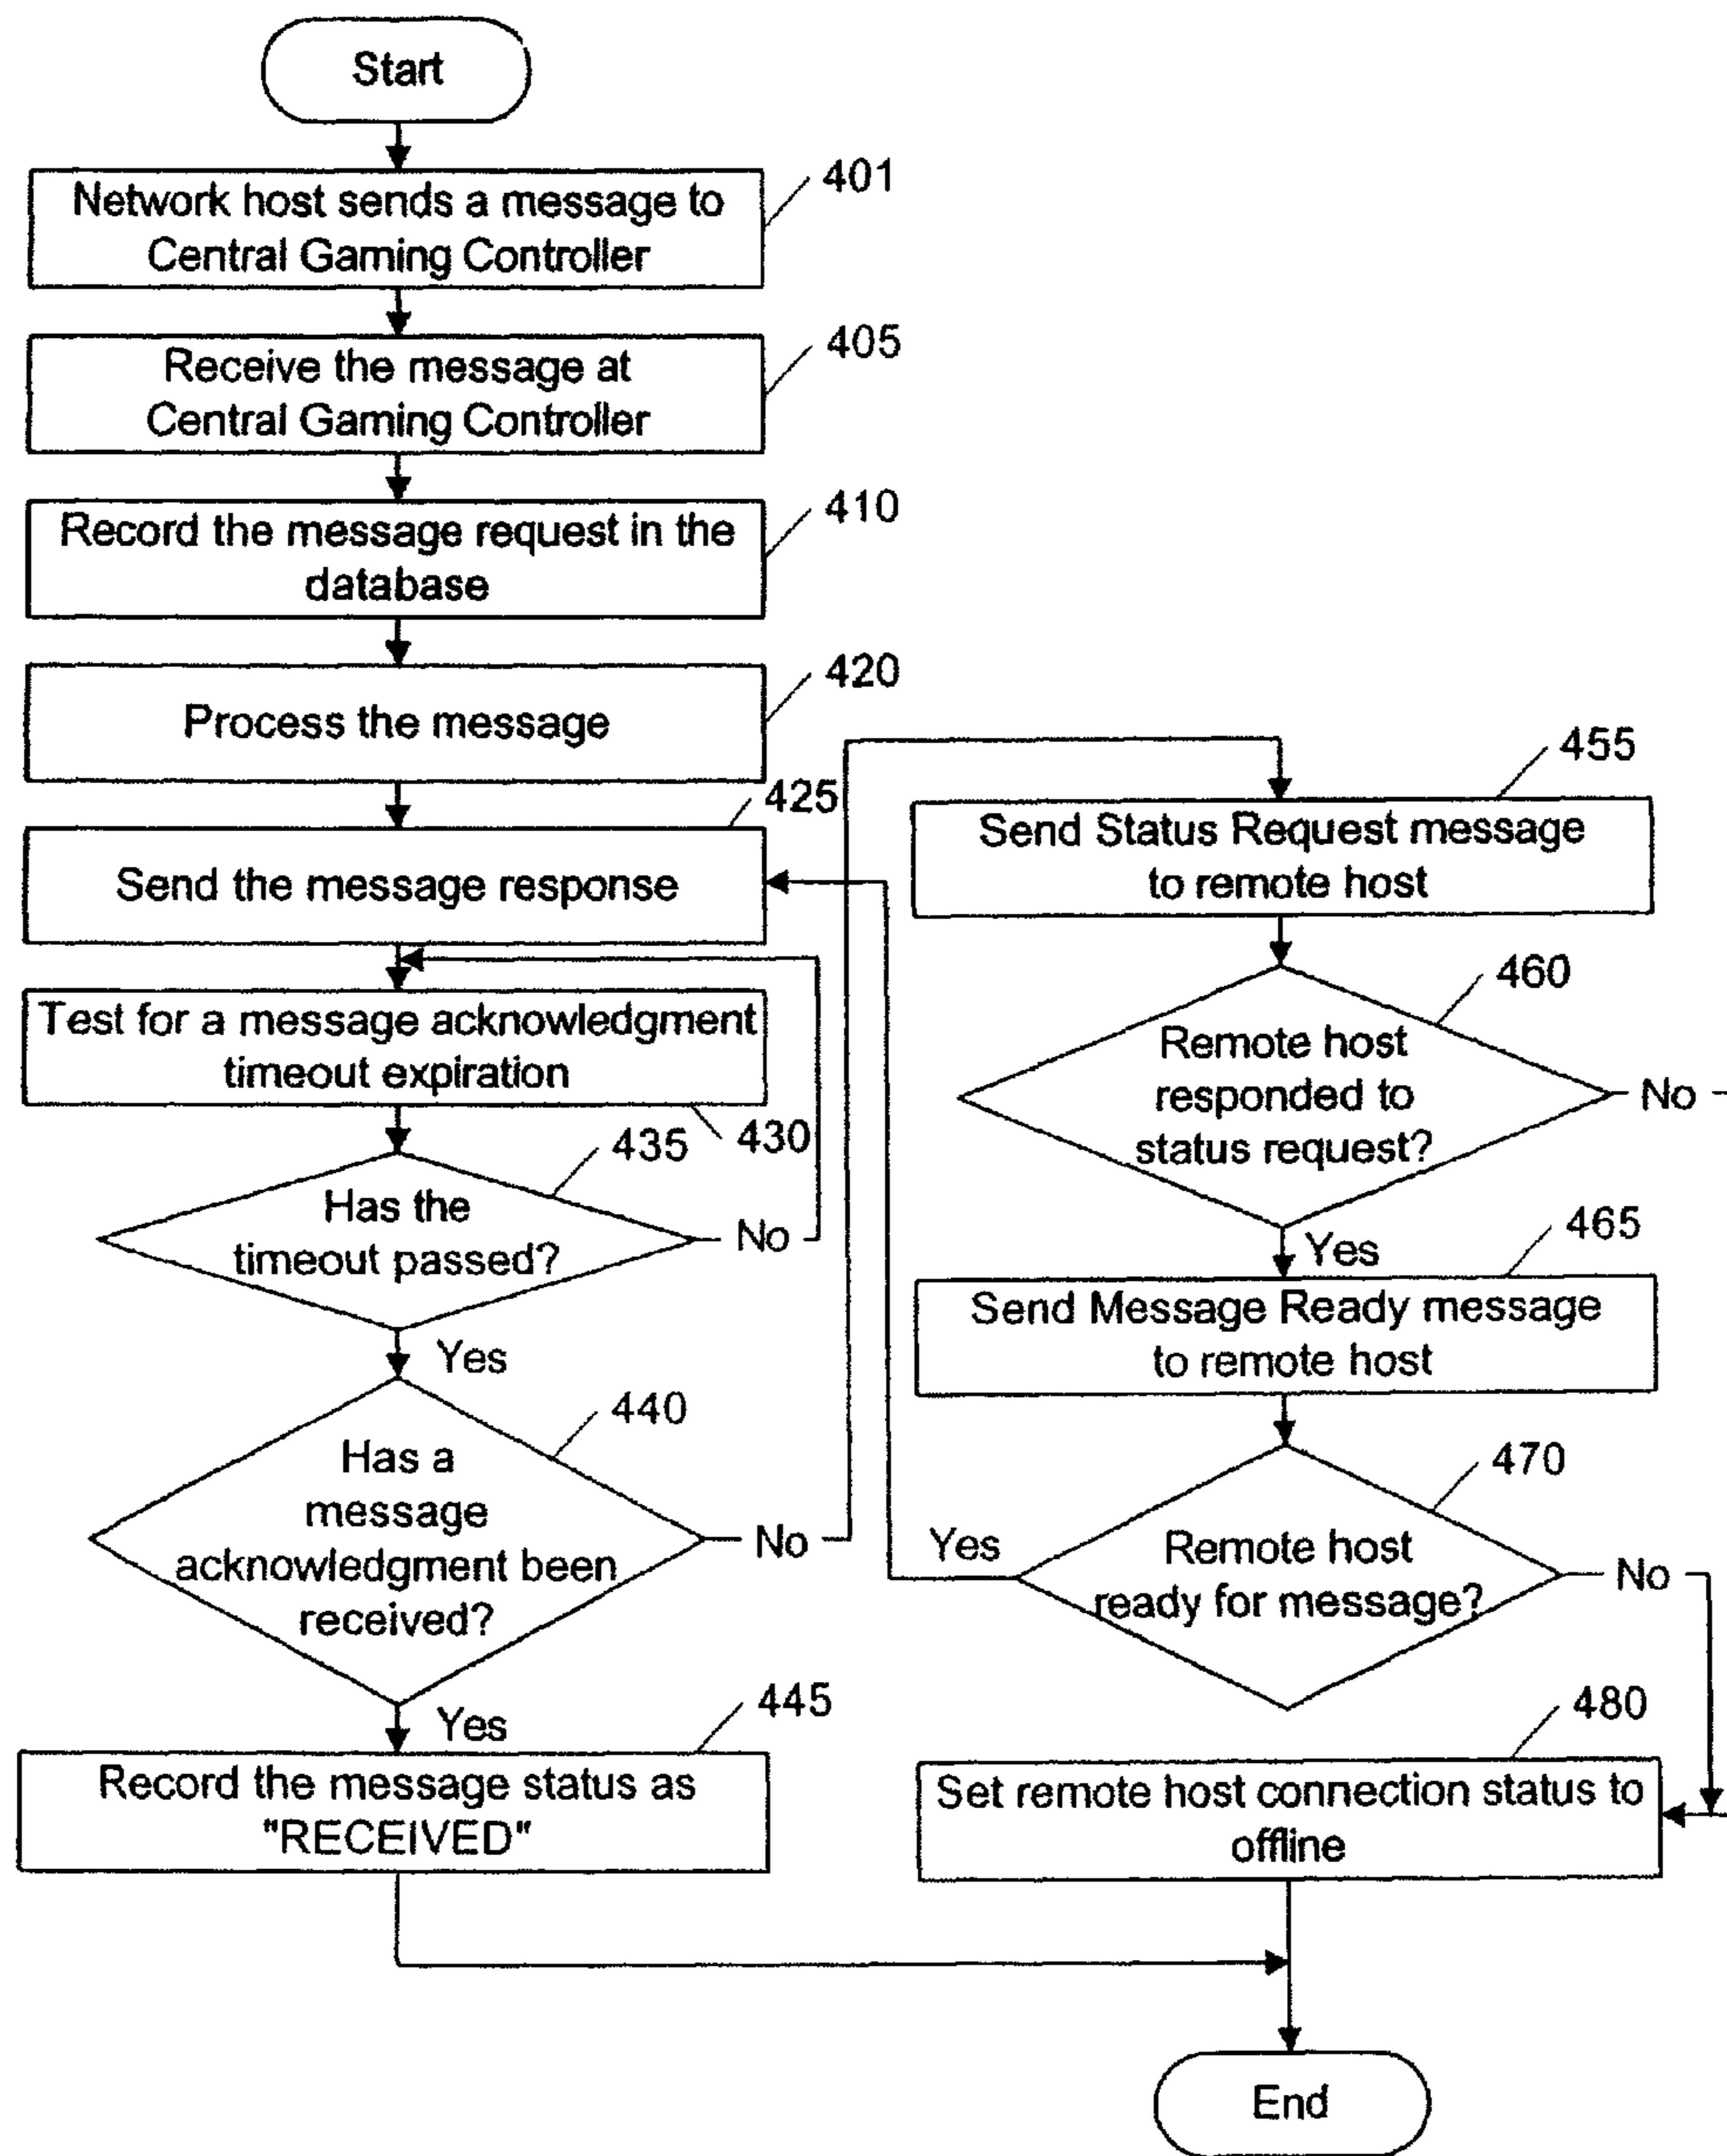 Start
Network host sends a message to
Central Gaming Controller
401
Receive the message at
Central Gaming Controller
405
Record the message request in the
database
410
Process the message
420
Send the message response
425
Test for a message acknowledgment
timeout expiration
430
Has the
timeout passed?
435
No
Yes
Has a
message
acknowledgment been
received?
440
No
Yes
Record the message status as
"RECEIVED"
445
Send Status Request message
to remote host
455
Remote host
responded to
status request?
460
No
Yes
Send Message Ready message
to remote host
465
Remote host
ready for message?
470
Yes
No
Set remote host connection status to
offline
480
End